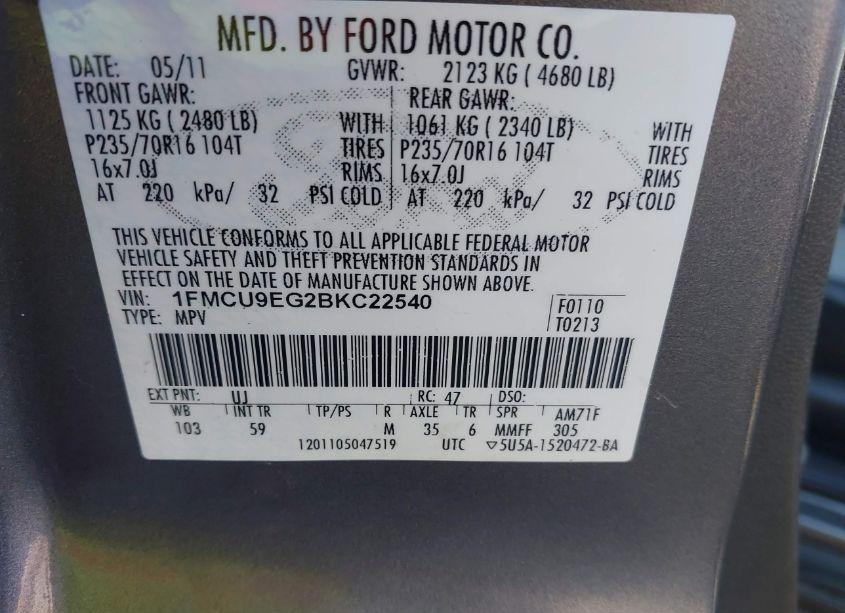 MFD. BY FORD MOTOR CO.
DATE: 05/11 GVWR: 2123 KG ( 4680 LB)
FRONT GAWR: REAR GAWR:
1125 KG ( 2480 LB) WITH 1061 KG ( 2340 LB) WITH
P235/70R16 104T TIRES P235/70R16 104T TIRES
16x7.0J RIMS 16x7.0J RIMS
AT 220 kPa/ 32 PSI COLD AT 220 kPa/ 32 PSI COLD
THIS VEHICLE CONFORMS TO ALL APPLICABLE FEDERAL MOTOR
VEHICLE SAFETY AND THEFT PREVENTION STANDARDS IN
EFFECT ON THE DATE OF MANUFACTURE SHOWN ABOVE.
VIN: 1FMCU9EG2BKC22540 F0110
TYPE: MPV T0213
EXT PNT: UJ RC: 47 DSO:
WB INT TR TP/PS R AXLE TR SPR AM71F
103 59 M 35 6 MMFF 305
1201105047519 UTC ▽5U5A-1520472-BA